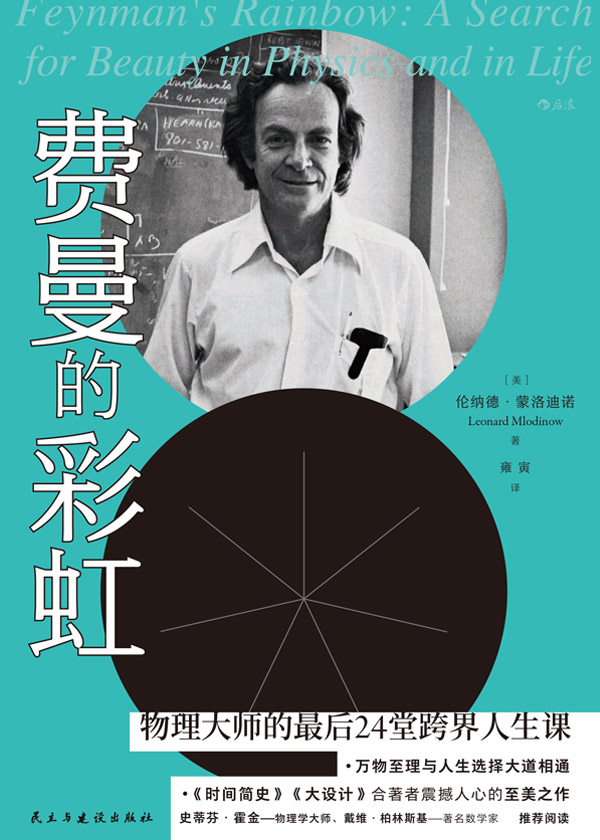 Feynman's Rainbow: A Search
for Beauty in Physics and in Life
后浪
费曼的彩虹
HEARN(KA
901-581-
[美]
伦纳德·蒙洛迪诺
Leonard Mlodinow
著
雍寅
译
物理大师的最后24堂跨界人生课
•万物至理与人生选择大道相通
•《时间简史》《大设计》合著者震撼人心的至美之作
民主与建设出版社
史蒂芬·霍金—物理学大师、戴维·柏林斯基—著名数学家 推荐阅读